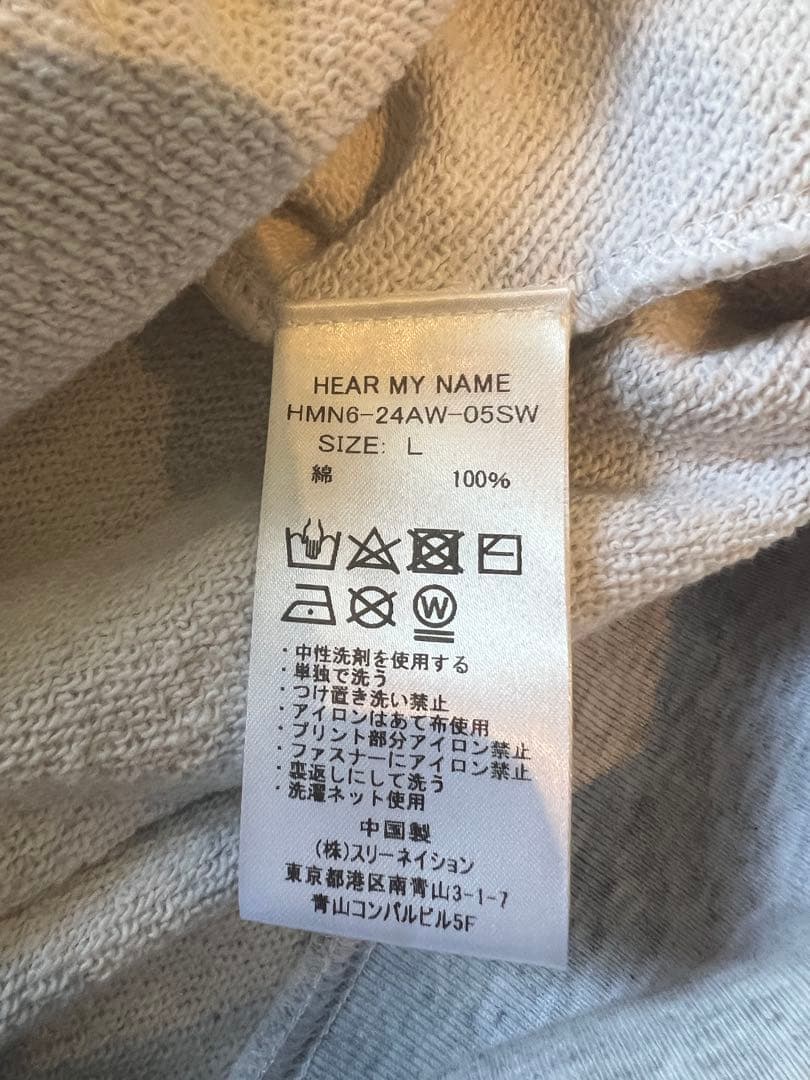 HEAR MY NAME
HMN6-24AW-05SW
SIZE: L
綿 100%
W
・中性洗剤を使用する
・単独で洗う
・つけ置き洗い禁止
・アイロンはあて布使用
・プリント部分アイロン禁止
・ファスナーにアイロン禁止
・裏返しにして洗う
・洗濯ネット使用
中国製
(株)スリーネイション
東京都港区南青山3-1-7
青山コンパルビル5F